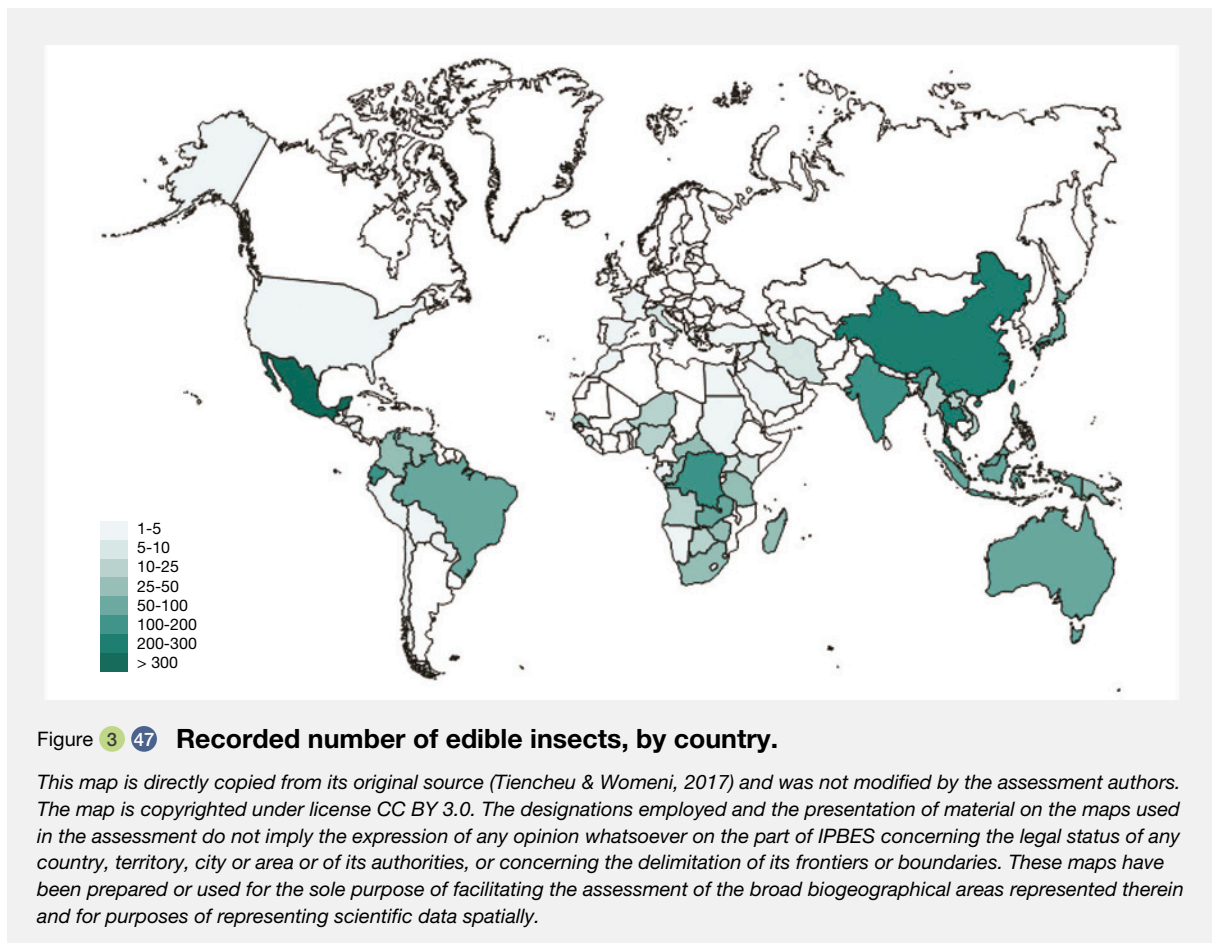 1-5
5-10
10-25
25-50
50-100
100-200
200-300
> 300
Figure 3 47 Recorded number of edible insects, by country.
This map is directly copied from its original source (Tiencheu & Womeni, 2017) and was not modified by the assessment authors.
The map is copyrighted under license CC BY 3.0. The designations employed and the presentation of material on the maps used
in the assessment do not imply the expression of any opinion whatsoever on the part of IPBES concerning the legal status of any
country, territory, city or area or of its authorities, or concerning the delimitation of its frontiers or boundaries. These maps have
been prepared or used for the sole purpose of facilitating the assessment of the broad biogeographical areas represented therein
and for purposes of representing scientific data spatially.